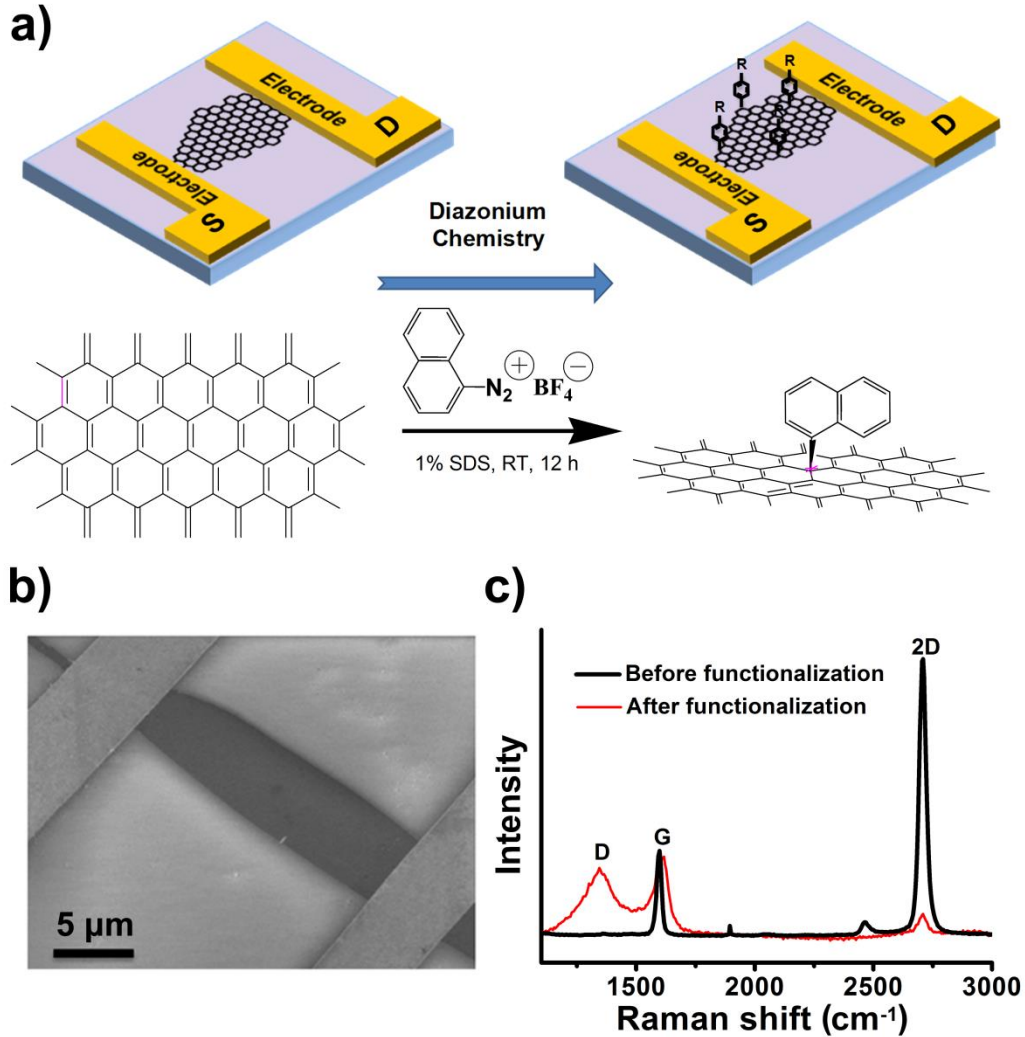 a)
Electrode
D
Electrode
S
R
R
R
R
Electrode
D
Electrode
S
Diazonium
Chemistry
N2 + BF4 −
1% SDS, RT, 12 h
b)
5 μm
c)
2D
Before functionalization
After functionalization
D
G
Intensity
1500
2000
2500
3000
Raman shift (cm-1)